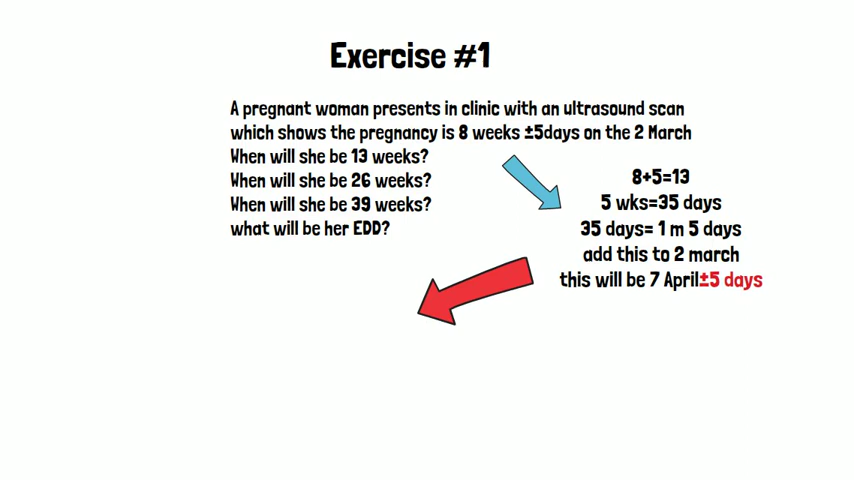 Exercise #1
A pregnant woman presents in clinic with an ultrasound scan
which shows the pregnancy is 8 weeks ±5days on the 2 March
When will she be 13 weeks?
When will she be 26 weeks?
When will she be 39 weeks?
what will be her EDD?
8+5=13
5 wks=35 days
35 days= 1 m 5 days
add this to 2 march
this will be 7 April±5 days